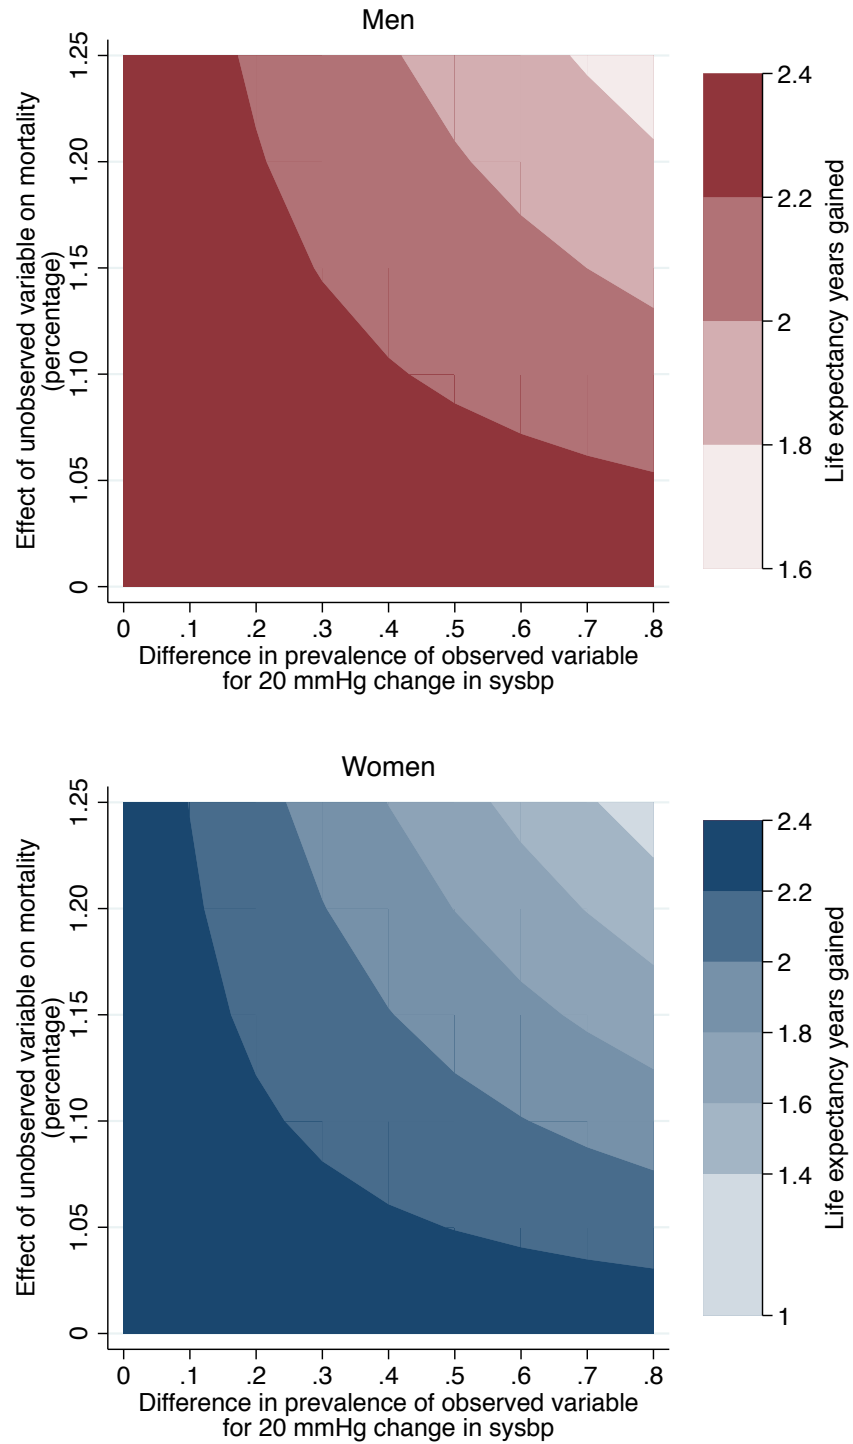 Men
Effect of unobserved variable on mortality
(percentage)
1.25
1.20
1.15
1.10
1.05
0
0 .1 .2 .3 .4 .5 .6 .7 .8
Difference in prevalence of observed variable
for 20 mmHg change in sysbp
2.4
2.2
2
1.8
1.6
Life expectancy years gained
Women
Effect of unobserved variable on mortality
(percentage)
1.25
1.20
1.15
1.10
1.05
0
0 .1 .2 .3 .4 .5 .6 .7 .8
Difference in prevalence of observed variable
for 20 mmHg change in sysbp
2.4
2.2
2
1.8
1.6
1.4
1
Life expectancy years gained